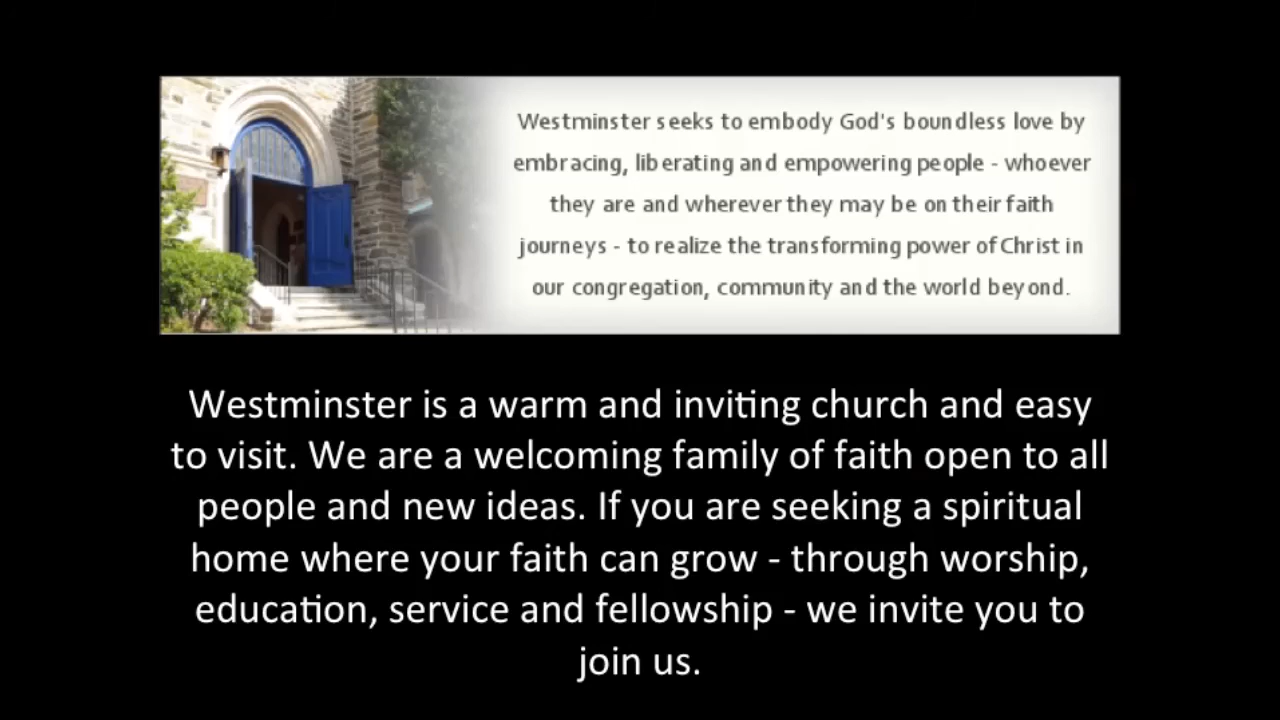 Westminster seeks to embody God's boundless love by
embracing, liberating and empowering people - whoever
they are and wherever they may be on their faith
journeys - to realize the transforming power of Christ in
our congregation, community and the world beyond.
Westminster is a warm and inviting church and easy
to visit. We are a welcoming family of faith open to all
people and new ideas. If you are seeking a spiritual
home where your faith can grow - through worship,
education, service and fellowship - we invite you to
join us.